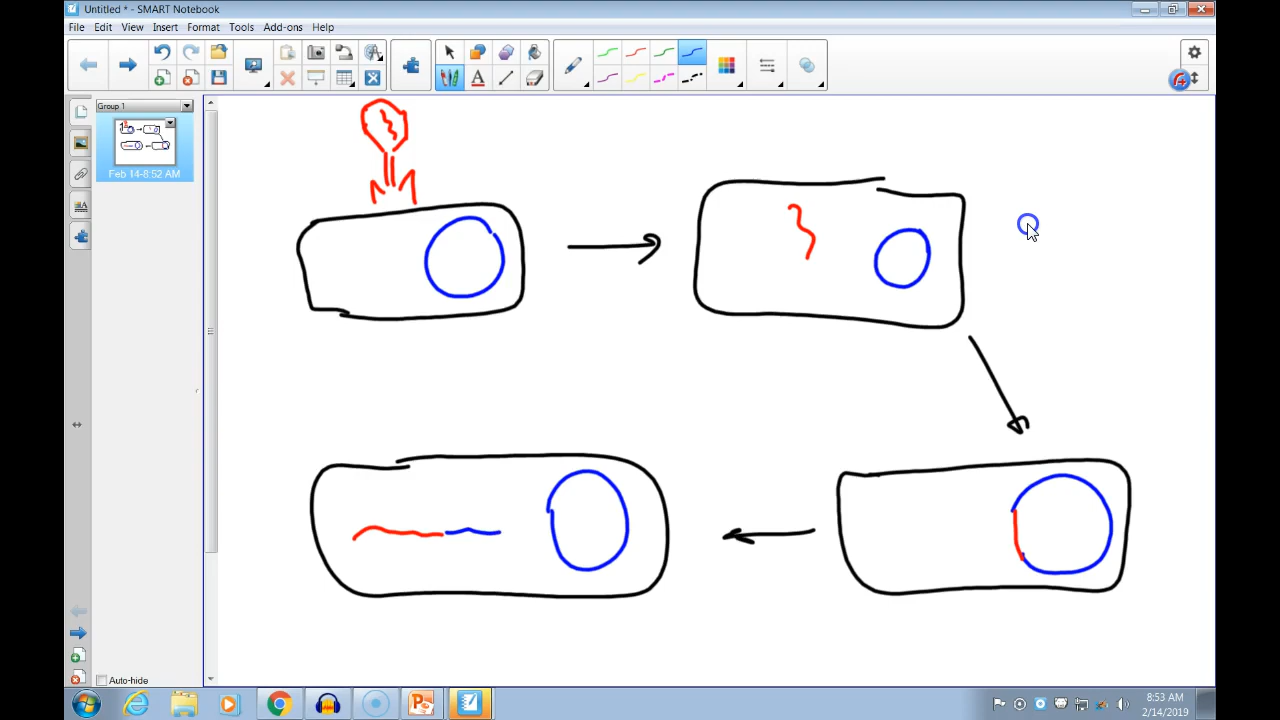 Untitled * - SMART Notebook
File Edit View Insert Format Tools Add-ons Help
Group 1
Feb 14-8:52 AM
Auto-hide
8:53 AM
2/14/2019